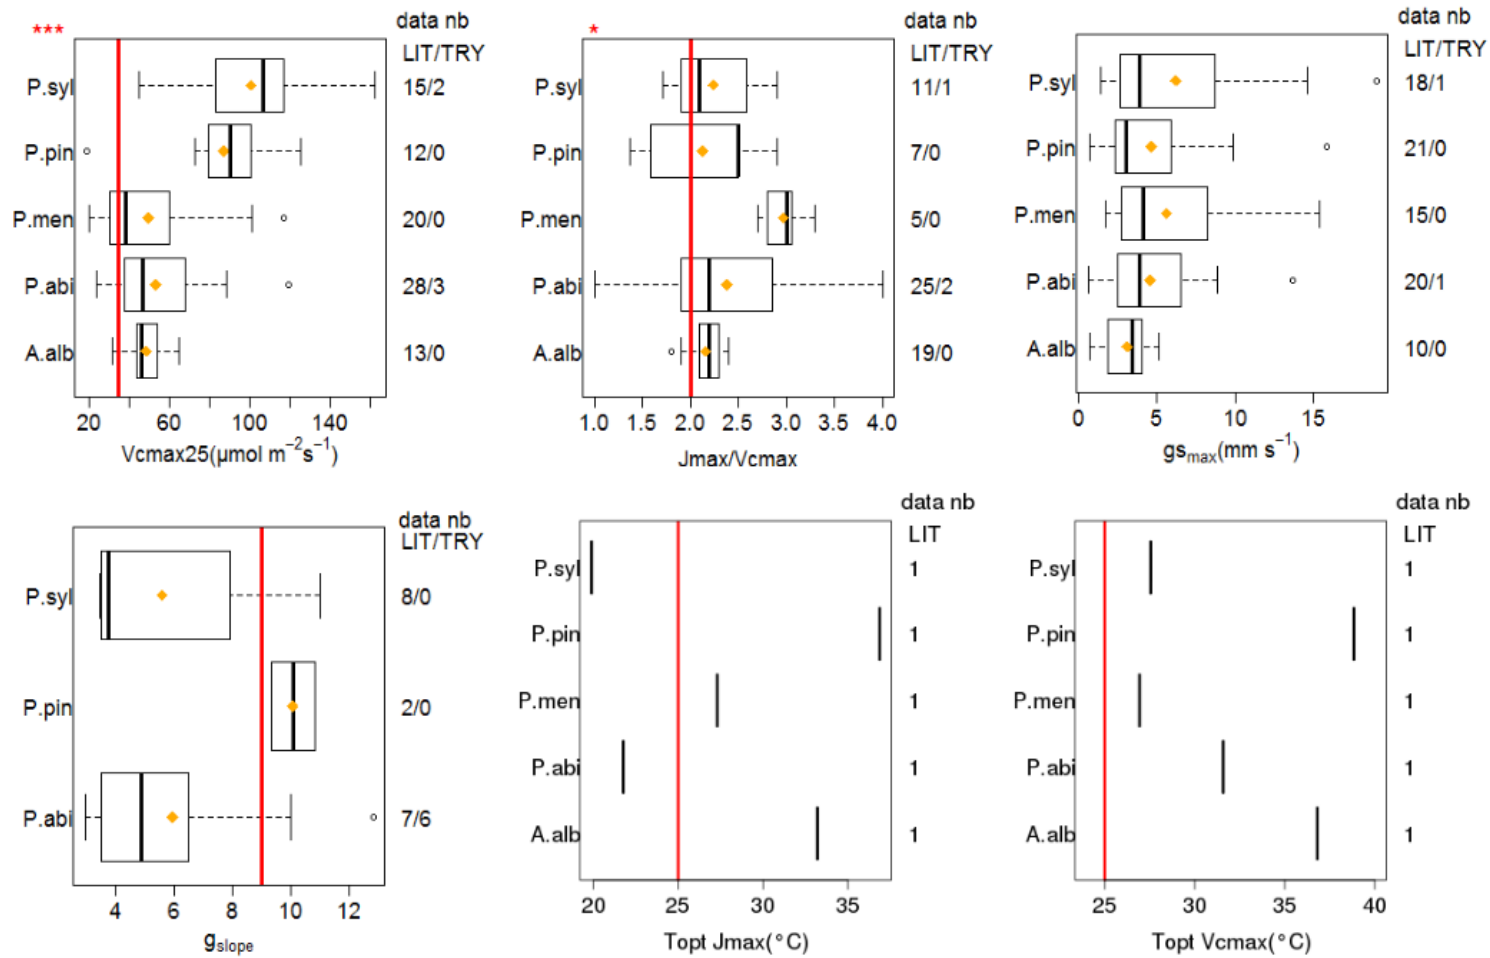 ***
data nb
LIT/TRY
P.syl
15/2
P.pin
12/0
P.men
20/0
P.abi
28/3
A.alb
13/0
20 60 100 140
Vcmax25(µmol m−2s−1)
*
data nb
LIT/TRY
P.syl
11/1
P.pin
7/0
P.men
5/0
P.abi
25/2
A.alb
19/0
1.0 1.5 2.0 2.5 3.0 3.5 4.0
Jmax/Vcmax
data nb
LIT/TRY
P.syl
18/1
P.pin
21/0
P.men
15/0
P.abi
20/1
A.alb
10/0
0 5 10 15
gsmax(mm s−1)
data nb
LIT/TRY
P.syl
8/0
P.pin
2/0
P.abi
7/6
4 6 8 10 12
gslope
data nb
LIT
P.syl
1
P.pin
1
P.men
1
P.abi
1
A.alb
1
20 25 30 35
Topt Jmax(°C)
data nb
LIT
P.syl
1
P.pin
1
P.men
1
P.abi
1
A.alb
1
25 30 35 40
Topt Vcmax(°C)